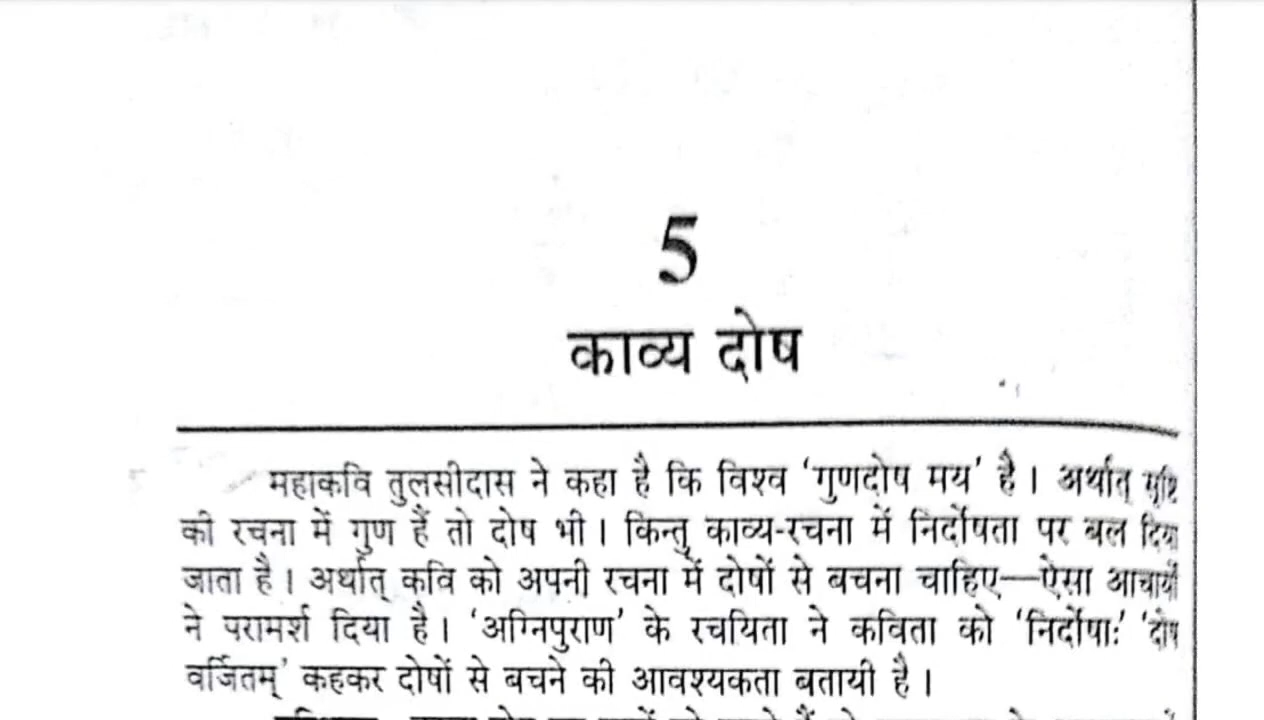 5
काव्य दोष
महाकवि तुलसीदास ने कहा है कि विश्व ‘गुणदोष मय’ है। अर्थात् सृष्टि
की रचना में गुण हैं तो दोष भी। किन्तु काव्य-रचना में निर्दोषता पर बल दिया
जाता है। अर्थात् कवि को अपनी रचना में दोषों से बचना चाहिए—ऐसा आचार्यों
ने परामर्श दिया है। ‘अग्निपुराण’ के रचयिता ने कविता को ‘निर्दोषाः’ ‘दोष
वर्जितम्’ कहकर दोषों से बचने की आवश्यकता बतायी है।